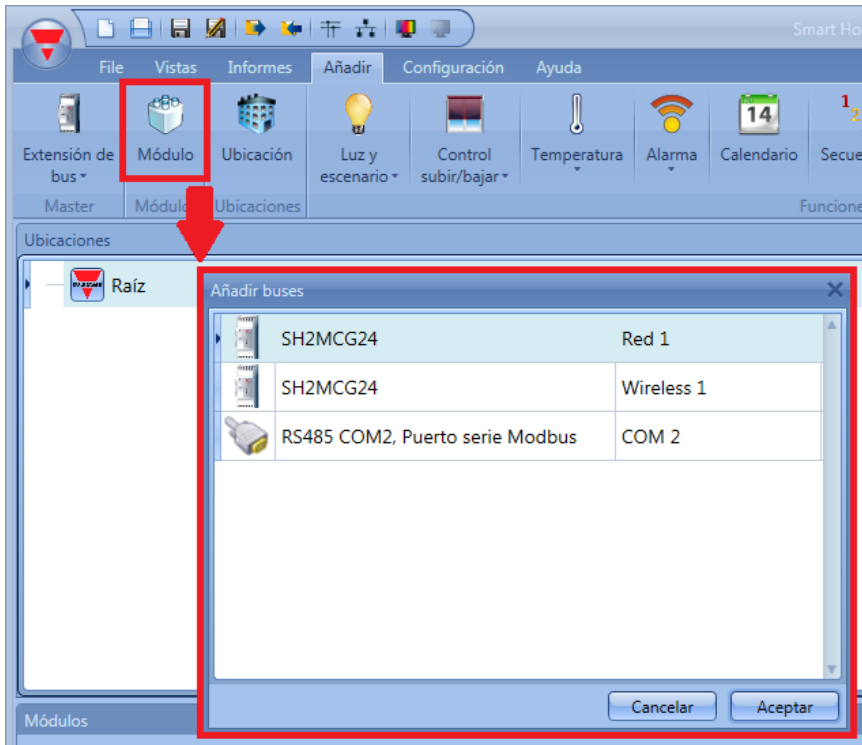 Smart Ho
File Vistas Informes Añadir Configuración Ayuda
14
1
2
Extensión de bus
Módulo
Ubicación
Luz y escenario
Control subir/bajar
Temperatura
Alarma
Calendario
Secue
Master
Módulo
Ubicaciones
Funcione
Ubicaciones
Raíz
Añadir buses
SH2MCG24 Red 1
SH2MCG24 Wireless 1
RS485 COM2, Puerto serie Modbus COM 2
Cancelar Aceptar
Módulos